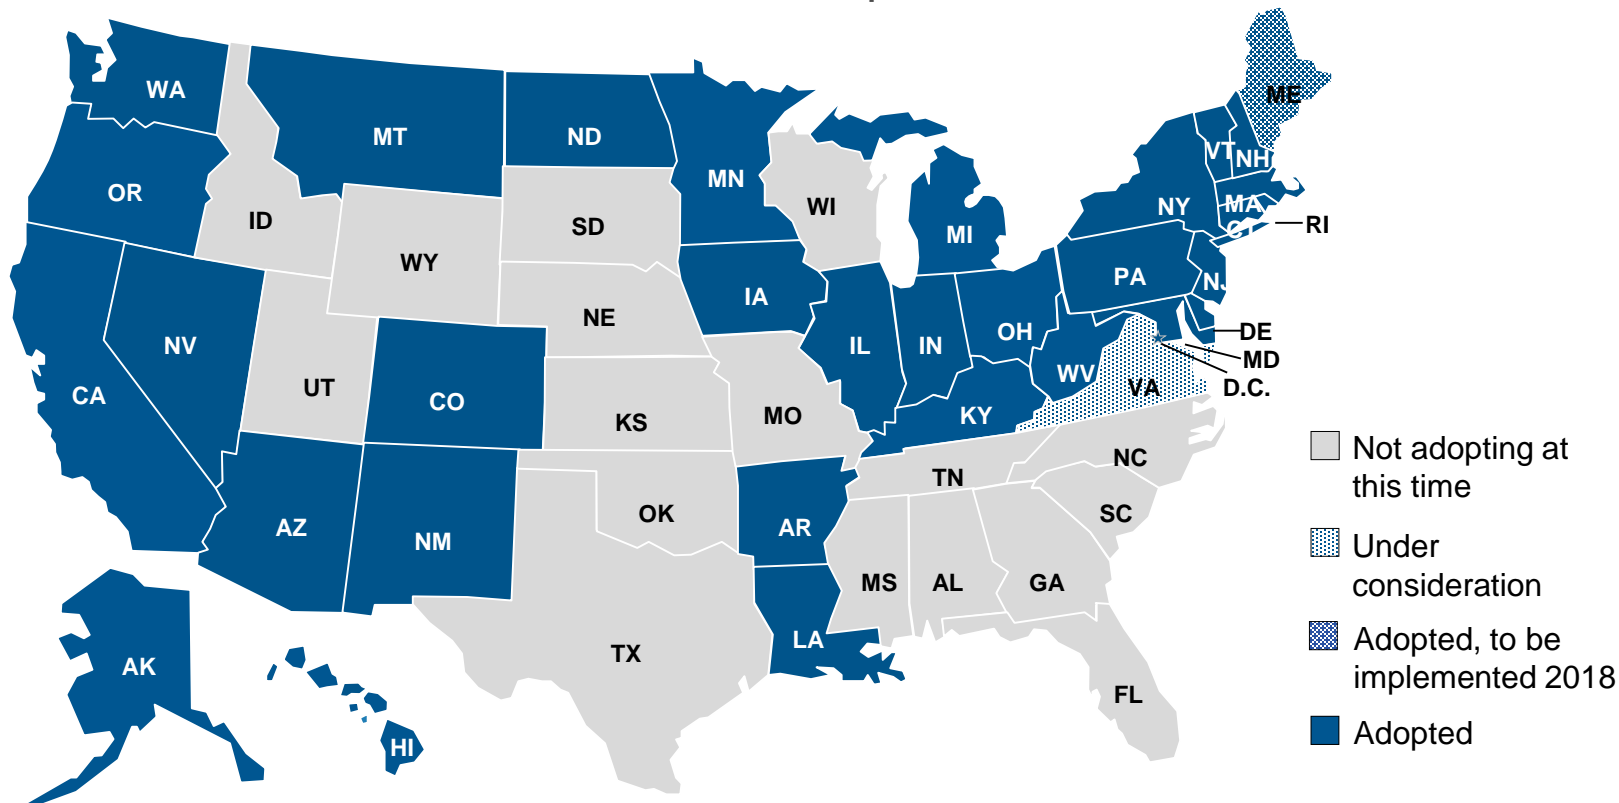 WA
MT
ND
MN
OR
ID
SD
WI
MI
WY
NE
IA
NV
UT
CO
CA
KS
MO
IL
IN
OH
PA
NY
VT
NH
ME
MA
CT
RI
NJ
DE
MD
D.C.
WV
VA
KY
NC
TN
SC
AZ
NM
OK
AR
MS
AL
GA
TX
LA
FL
AK
HI
Not adopting at
this time
Under
consideration
Adopted, to be
implemented 2018
Adopted